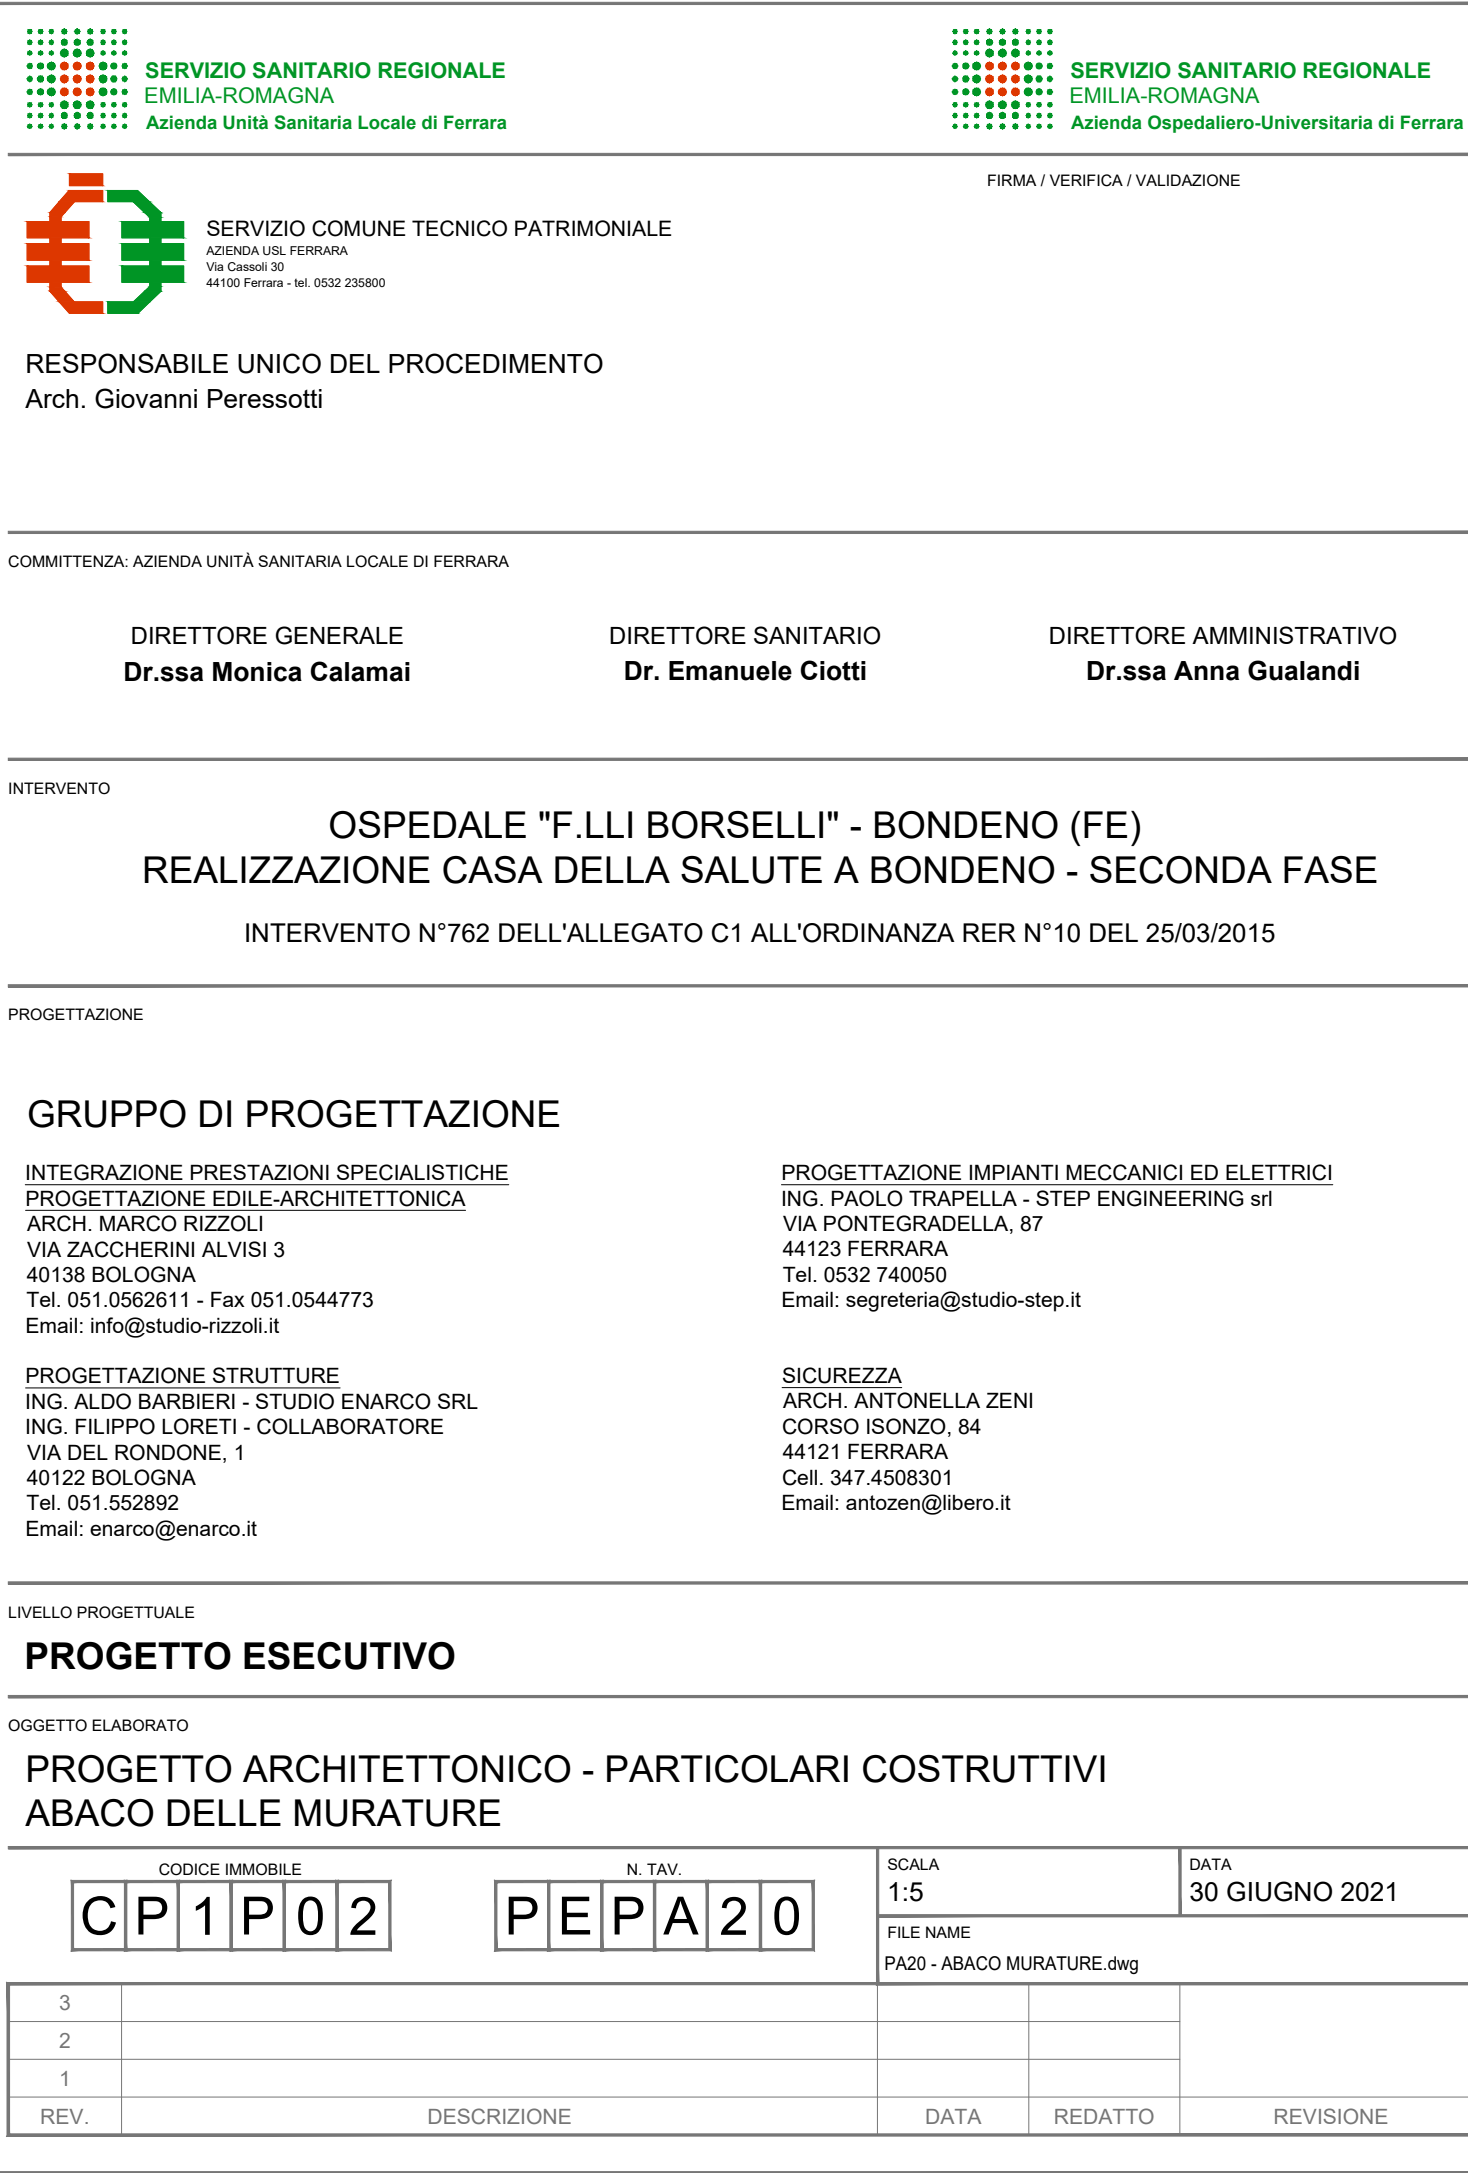 SERVIZIO SANITARIO REGIONALE
EMILIA-ROMAGNA
Azienda Unità Sanitaria Locale di Ferrara
SERVIZIO SANITARIO REGIONALE
EMILIA-ROMAGNA
Azienda Ospedaliero-Universitaria di Ferrara
FIRMA / VERIFICA / VALIDAZIONE
SERVIZIO COMUNE TECNICO PATRIMONIALE
AZIENDA USL FERRARA
Via Cassoli 30
44100 Ferrara - tel. 0532 235800
RESPONSABILE UNICO DEL PROCEDIMENTO
Arch. Giovanni Peressotti
COMMITTENZA: AZIENDA UNITÀ SANITARIA LOCALE DI FERRARA
DIRETTORE GENERALE
Dr.ssa Monica Calamai
DIRETTORE SANITARIO
Dr. Emanuele Ciotti
DIRETTORE AMMINISTRATIVO
Dr.ssa Anna Gualandi
INTERVENTO
OSPEDALE "F.LLI BORSELLI" - BONDENO (FE)
REALIZZAZIONE CASA DELLA SALUTE A BONDENO - SECONDA FASE
INTERVENTO N°762 DELL'ALLEGATO C1 ALL'ORDINANZA RER N°10 DEL 25/03/2015
PROGETTAZIONE
GRUPPO DI PROGETTAZIONE
INTEGRAZIONE PRESTAZIONI SPECIALISTICHE
PROGETTAZIONE EDILE-ARCHITETTONICA
ARCH. MARCO RIZZOLI
VIA ZACCHERINI ALVISI 3
40138 BOLOGNA
Tel. 051.0562611 - Fax 051.0544773
Email: info@studio-rizzoli.it
PROGETTAZIONE IMPIANTI MECCANICI ED ELETTRICI
ING. PAOLO TRAPELLA - STEP ENGINEERING srl
VIA PONTEGRADELLA, 87
44123 FERRARA
Tel. 0532 740050
Email: segreteria@studio-step.it
PROGETTAZIONE STRUTTURE
ING. ALDO BARBIERI - STUDIO ENARCO SRL
ING. FILIPPO LORETI - COLLABORATORE
VIA DEL RONDONE, 1
40122 BOLOGNA
Tel. 051.552892
Email: enarco@enarco.it
SICUREZZA
ARCH. ANTONELLA ZENI
CORSO ISONZO, 84
44121 FERRARA
Cell. 347.4508301
Email: antozen@libero.it
LIVELLO PROGETTUALE
PROGETTO ESECUTIVO
OGGETTO ELABORATO
PROGETTO ARCHITETTONICO - PARTICOLARI COSTRUTTIVI
ABACO DELLE MURATURE
CODICE IMMOBILE
CP1P02
N. TAV.
PEPA20
SCALA
1:5
DATA
30 GIUGNO 2021
FILE NAME
PA20 - ABACO MURATURE.dwg
3
2
1
REV. DESCRIZIONE DATA REDATTO REVISIONE